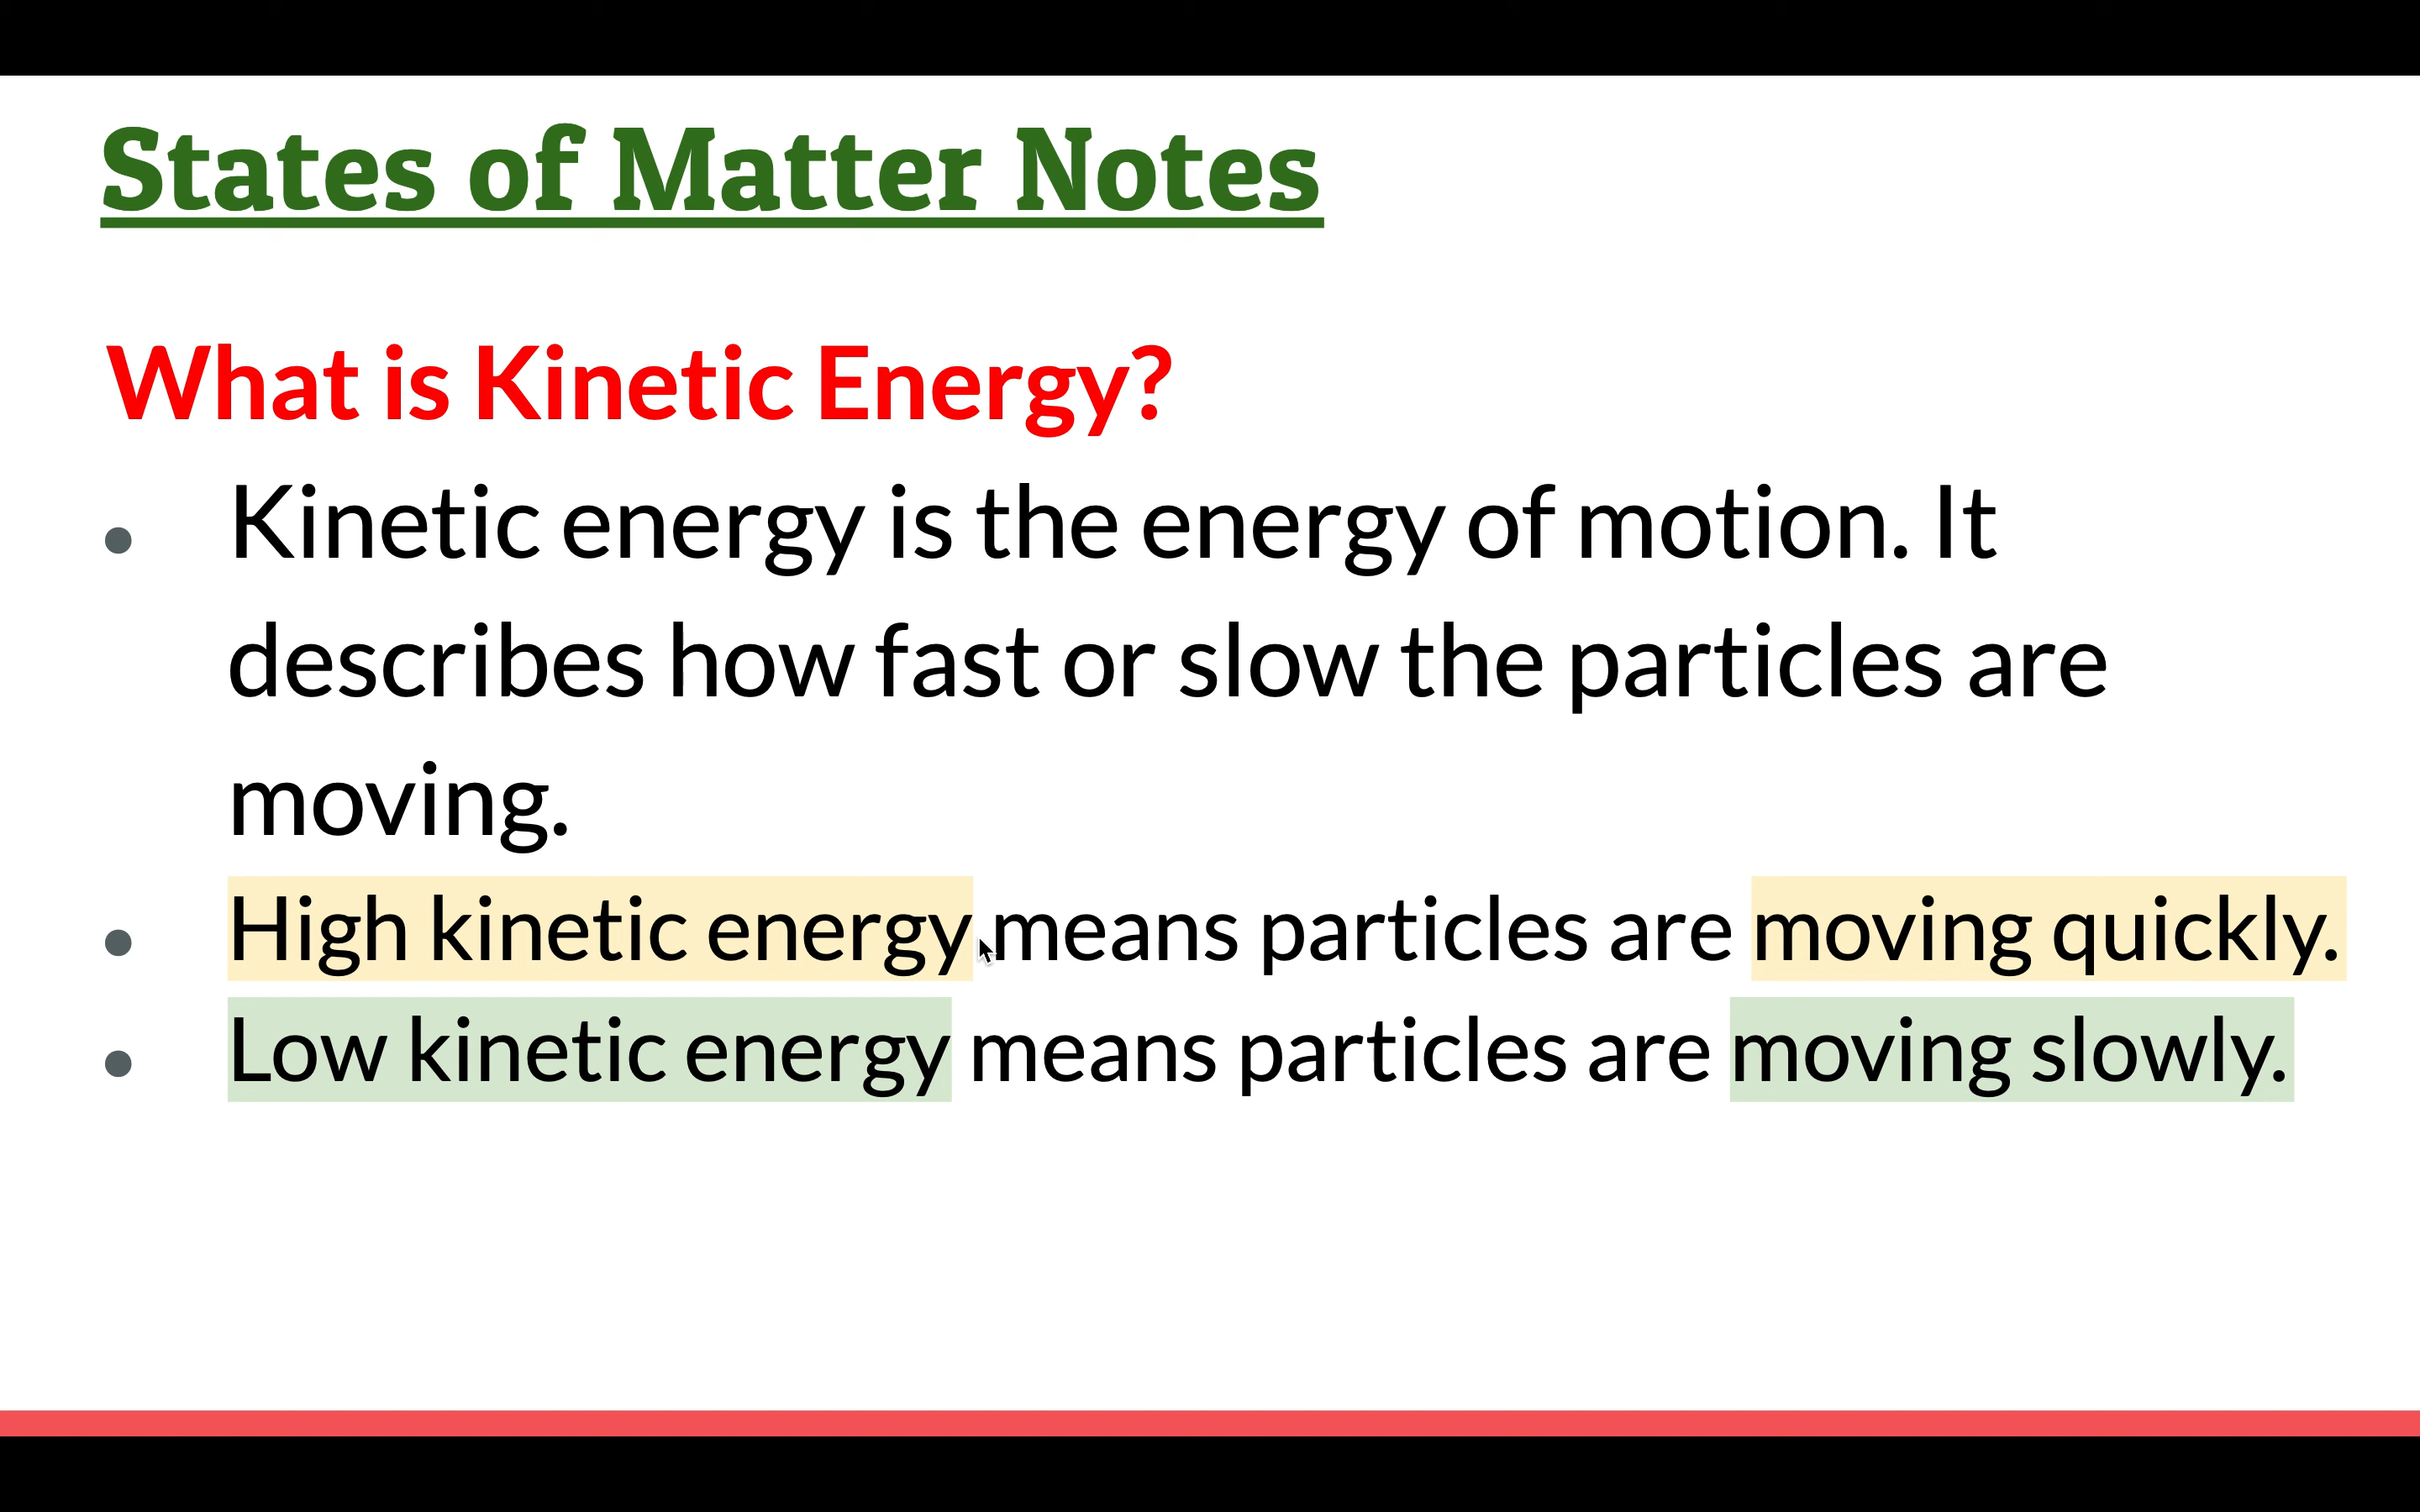 States of Matter Notes
What is Kinetic Energy?
Kinetic energy is the energy of motion. It
describes how fast or slow the particles are
moving.
High kinetic energy means particles are moving quickly.
Low kinetic energy means particles are moving slowly.